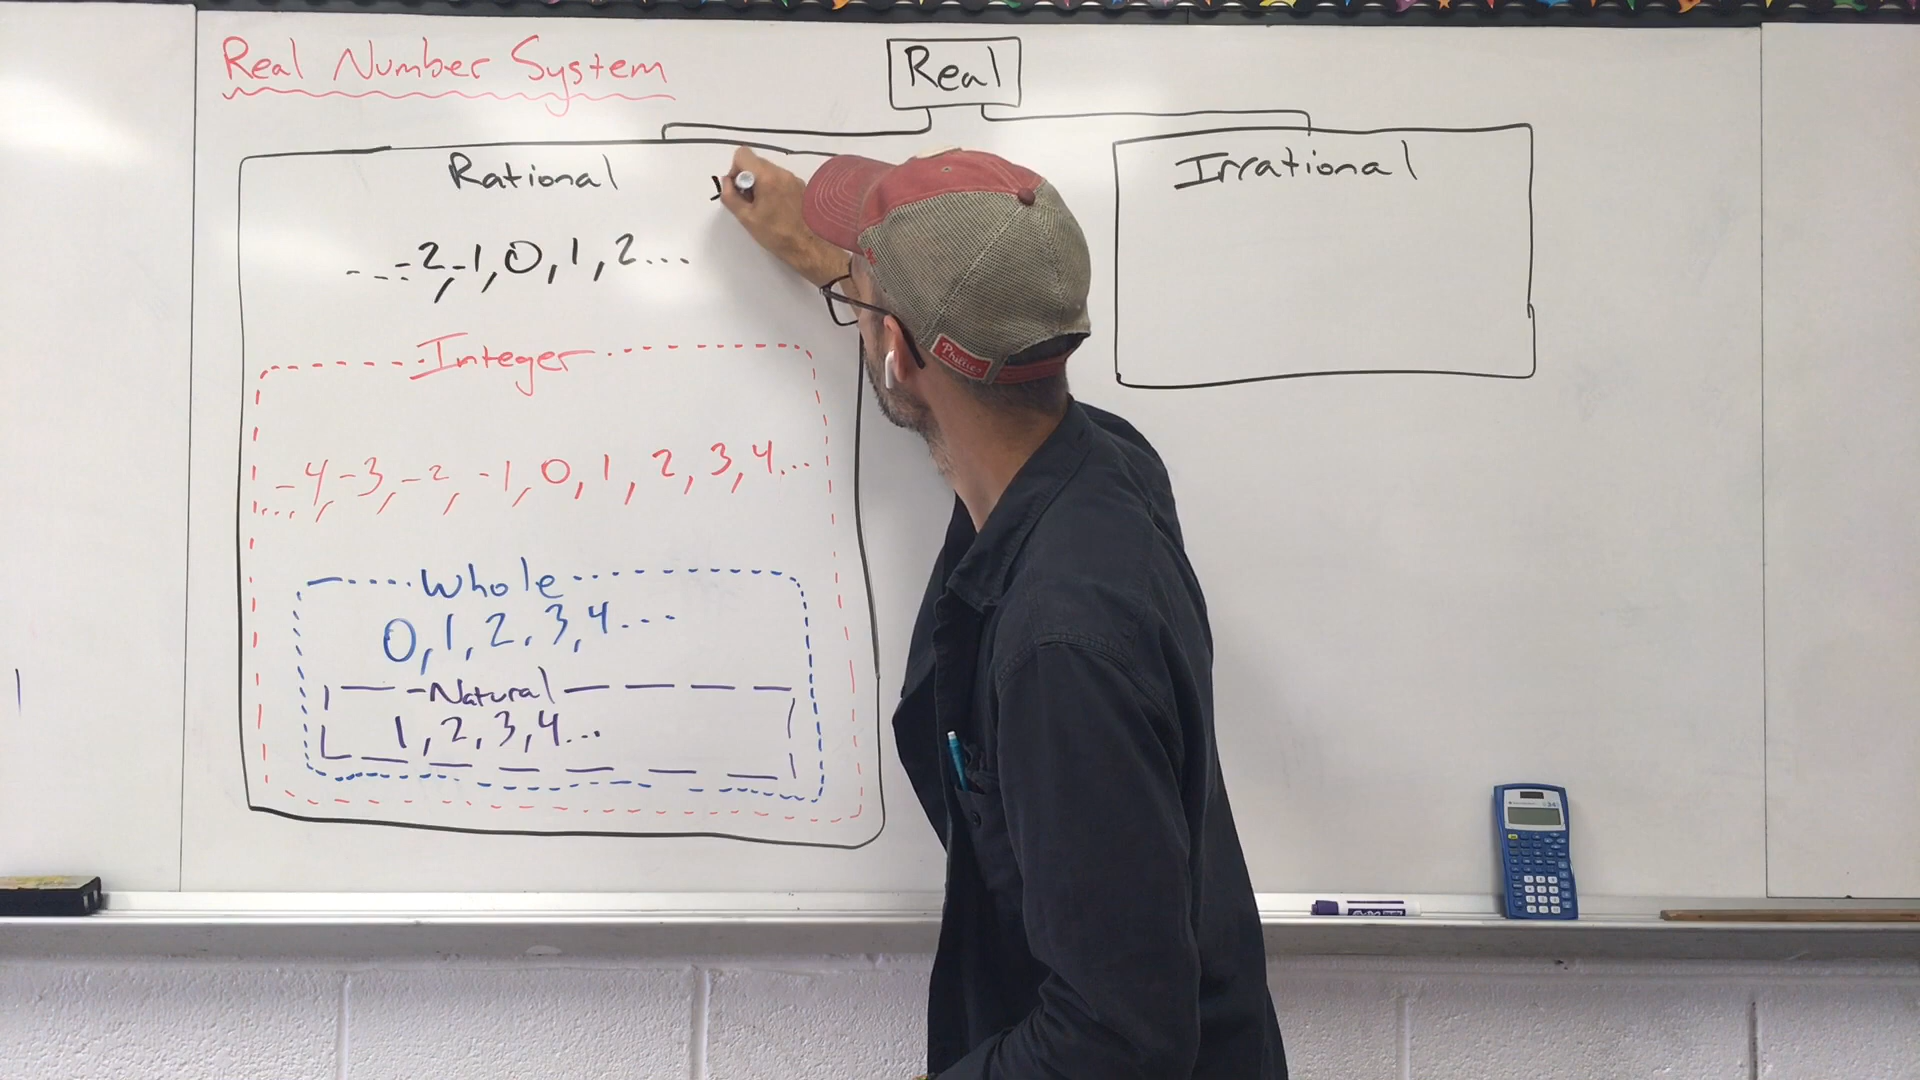 Real Number System
Real
Rational
Irrational
...-2,-1,0,1,2...
Integer
...-4,-3,-2,-1,0,1,2,3,4...
Whole
0,1,2,3,4...
Natural
1,2,3,4...
Phillies